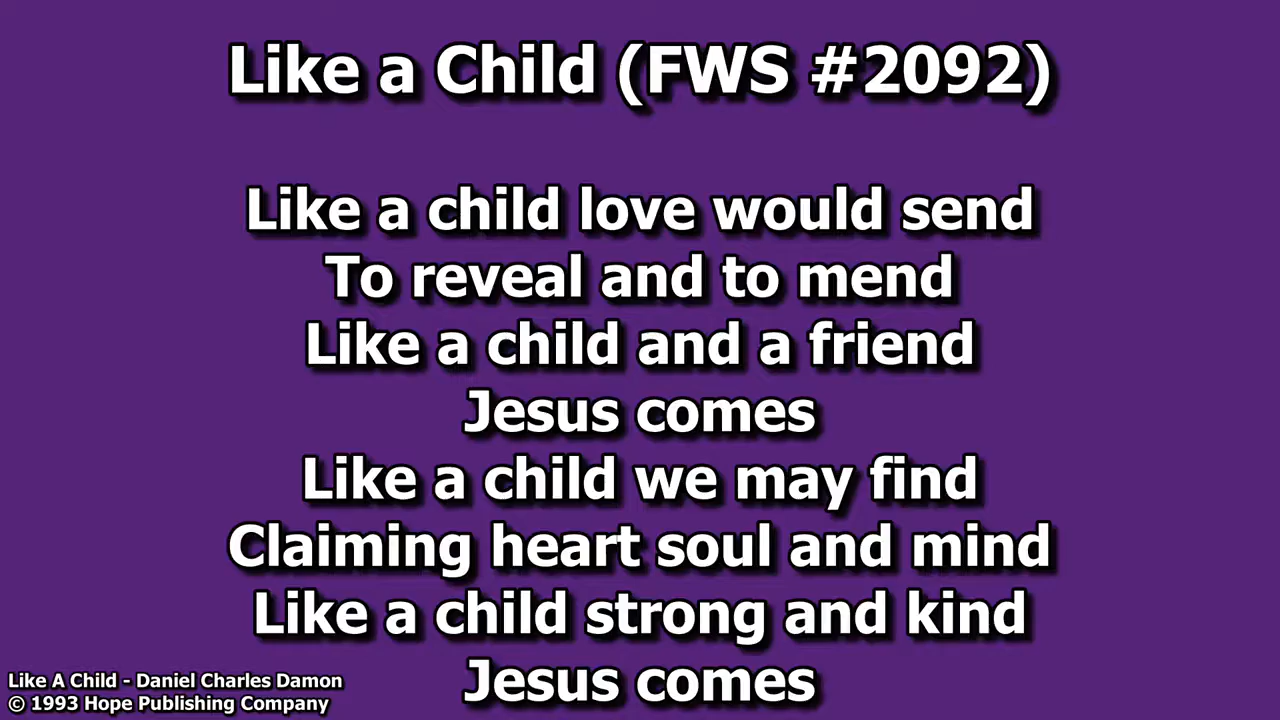 Like a Child (FWS #2092)
Like a child love would send
To reveal and to mend
Like a child and a friend
Jesus comes
Like a child we may find
Claiming heart soul and mind
Like a child strong and kind
Jesus comes
Like A Child - Daniel Charles Damon
© 1993 Hope Publishing Company